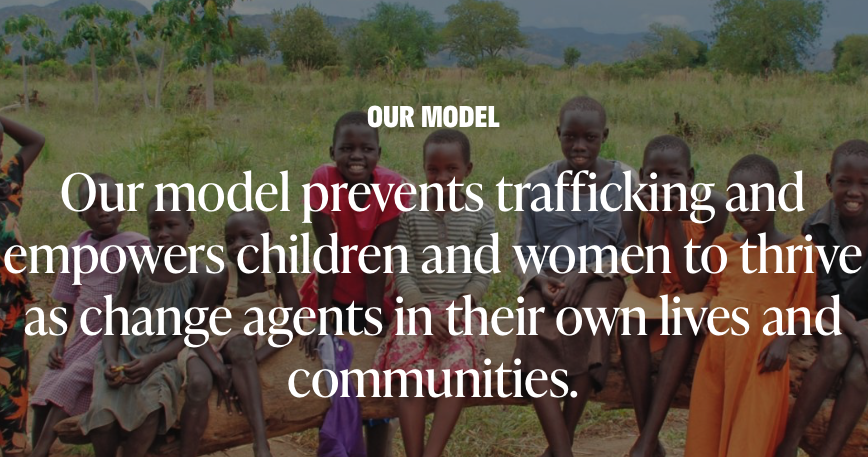 OUR MODEL
Our model prevents trafficking and
empowers children and women to thrive
as change agents in their own lives and
communities.